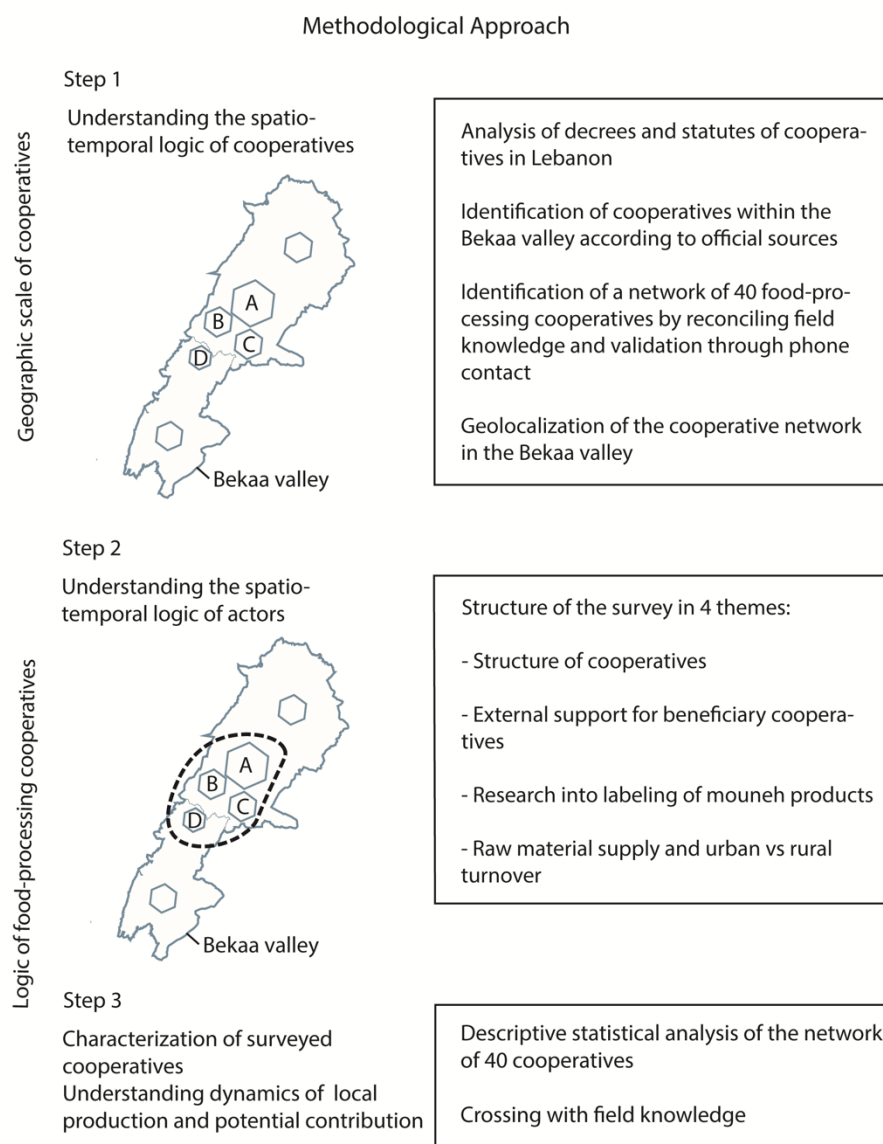 Methodological Approach
Step 1
Understanding the spatio-
temporal logic of cooperatives
Geographic scale of cooperatives
A
B
C
D
Bekaa valley
Analysis of decrees and statutes of coopera-
tives in Lebanon
Identification of cooperatives within the
Bekaa valley according to official sources
Identification of a network of 40 food-pro-
cessing cooperatives by reconciling field
knowledge and validation through phone
contact
Geolocalization of the cooperative network
in the Bekaa valley
Step 2
Understanding the spatio-
temporal logic of actors
Logic of food-processing cooperatives
A
B
C
D
Bekaa valley
Structure of the survey in 4 themes:
- Structure of cooperatives
- External support for beneficiary coopera-
tives
- Research into labeling of mouneh products
- Raw material supply and urban vs rural
turnover
Step 3
Characterization of surveyed
cooperatives
Understanding dynamics of local
production and potential contribution
Descriptive statistical analysis of the network
of 40 cooperatives
Crossing with field knowledge